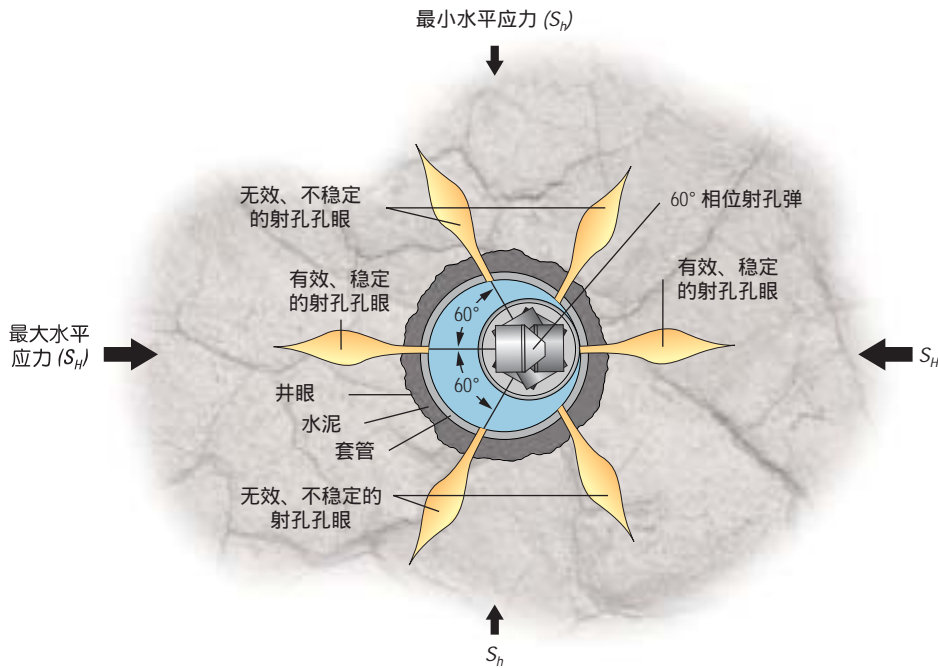 最小水平应力 (Sh)
无效、不稳定
的射孔孔眼
60° 相位射孔弹
有效、稳定
的射孔孔眼
有效、稳定
的射孔孔眼
60°
最大水平
应力 (SH)
SH
60°
井眼
水泥
套管
无效、不稳定的
射孔孔眼
Sh